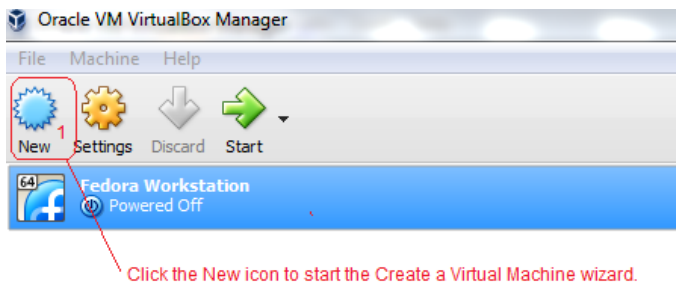 Oracle VM VirtualBox Manager
File Machine Help
1
New Settings Discard Start
64
Fedora Workstation
Powered Off
Click the New icon to start the Create a Virtual Machine wizard.